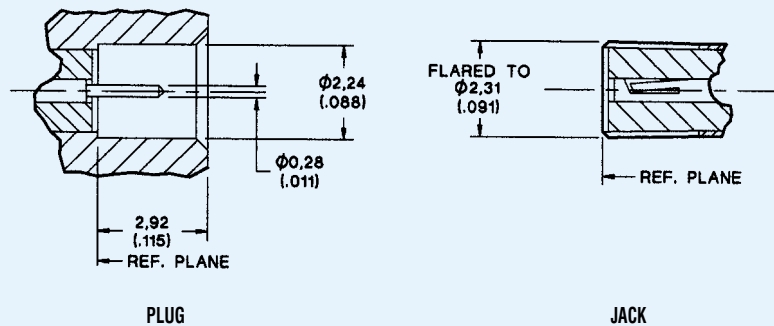 Φ2,24
(.088)
Φ0,28
(.011)
2,92
(.115)
REF. PLANE
PLUG
FLARED TO
Φ2,31
(.091)
REF. PLANE
JACK